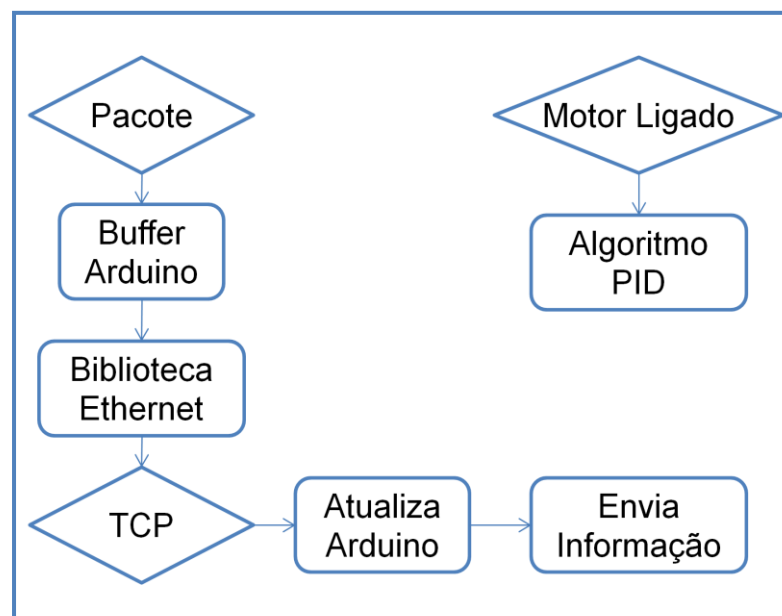 Pacote
Motor Ligado
Buffer
Arduino
Algoritmo
PID
Biblioteca
Ethernet
TCP
Atualiza
Arduino
Envia
Informação